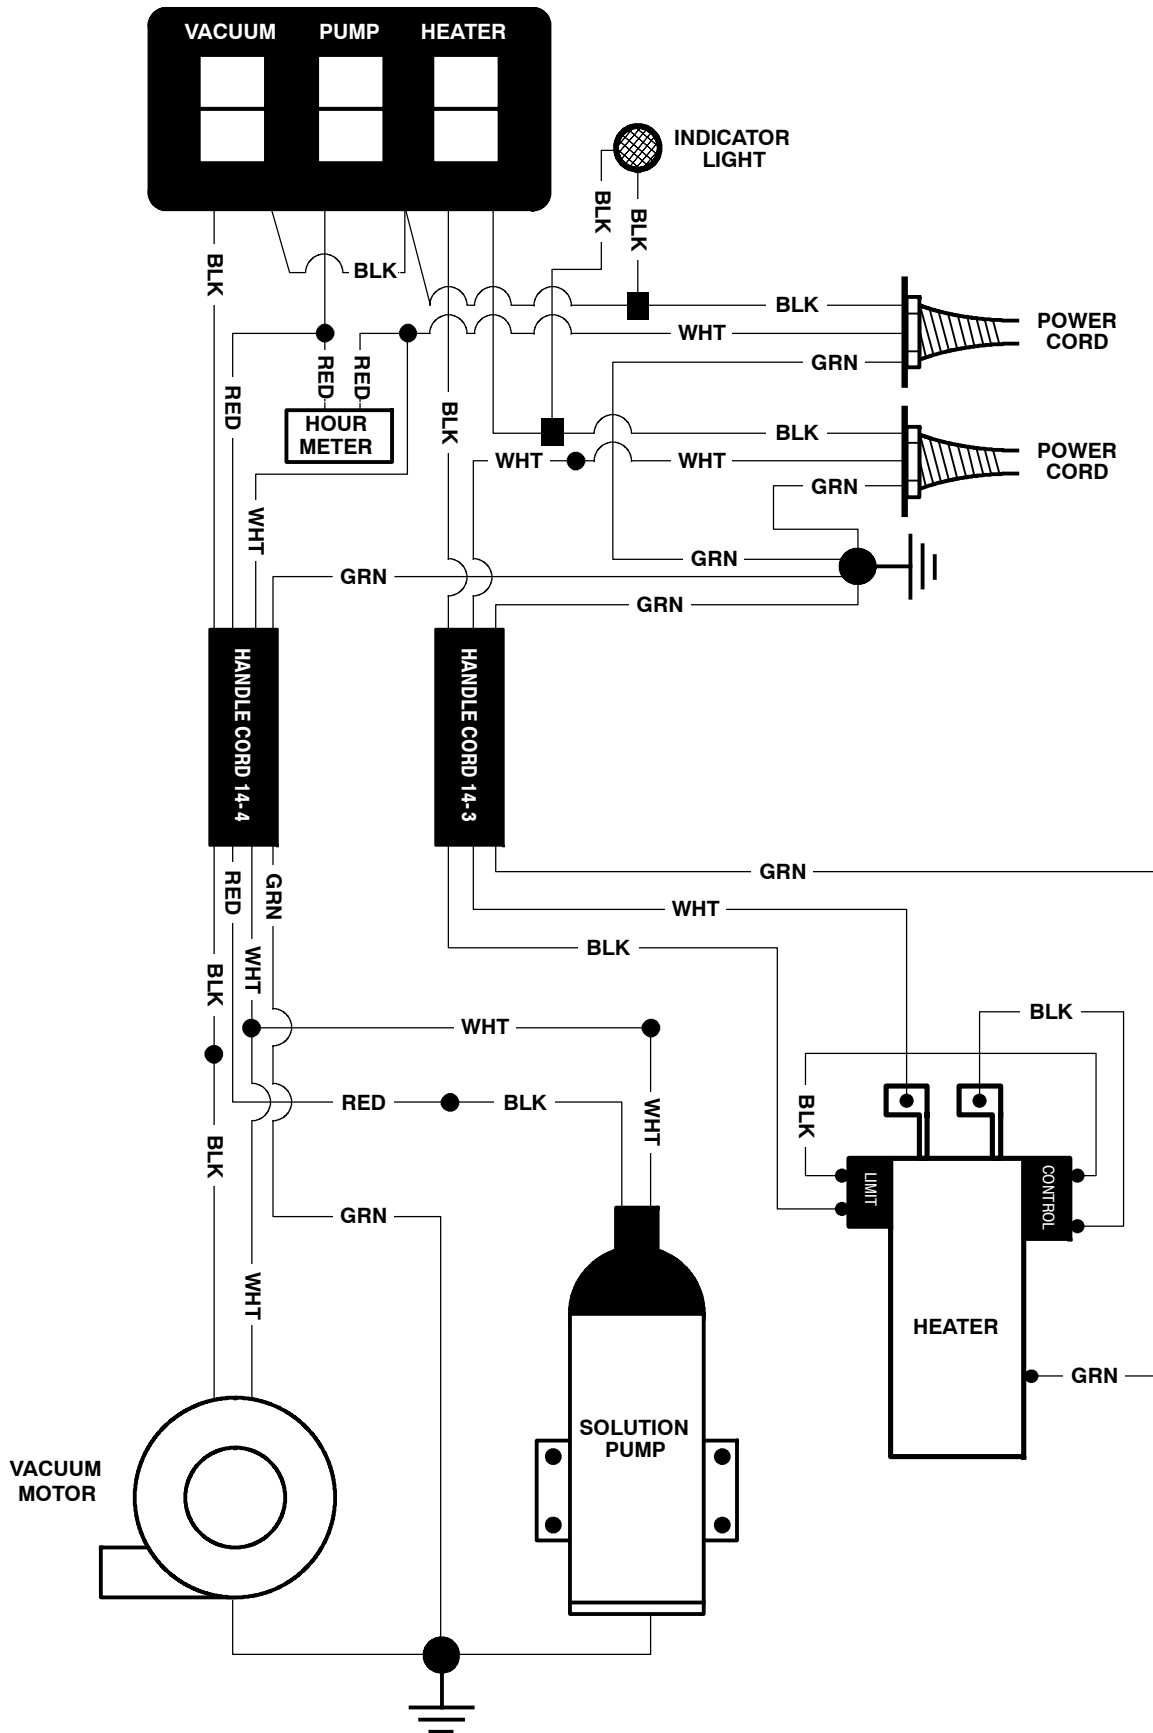 VACUUM PUMP HEATER
INDICATOR
LIGHT
BLK
BLK
BLK
BLK
BLK
POWER
CORD
WHT
GRN
RED
RED
RED
BLK
HOUR
METER
BLK
POWER
CORD
WHT
WHT
GRN
WHT
GRN
GRN
GRN
HANDLE CORD 14-4
HANDLE CORD 14-3
GRN
RED
GRN
WHT
BLK
WHT
BLK
BLK
WHT
RED
BLK
WHT
BLK
BLK
LIMIT
CONTROL
GRN
WHT
HEATER
GRN
SOLUTION
PUMP
VACUUM
MOTOR